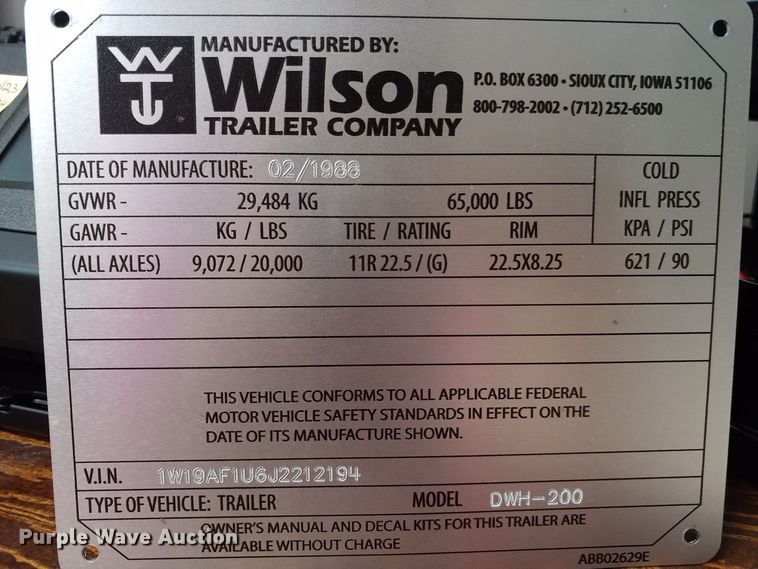 MANUFACTURED BY:
Wilson
TRAILER COMPANY
P.O. BOX 6300 • SIOUX CITY, IOWA 51106
800-798-2002 • (712) 252-6500
DATE OF MANUFACTURE: 02/1988
COLD
INFL PRESS
KPA / PSI
GVWR - 29,484 KG 65,000 LBS
GAWR - KG / LBS TIRE / RATING RIM
(ALL AXLES) 9,072 / 20,000 11R 22.5 / (G) 22.5X8.25 621 / 90
THIS VEHICLE CONFORMS TO ALL APPLICABLE FEDERAL
MOTOR VEHICLE SAFETY STANDARDS IN EFFECT ON THE
DATE OF ITS MANUFACTURE SHOWN.
V.I.N. 1W19AF1U6J2212194
TYPE OF VEHICLE: TRAILER MODEL DWH-200
OWNER'S MANUAL AND DECAL KITS FOR THIS TRAILER ARE
AVAILABLE WITHOUT CHARGE
ABB02629E
Purple Wave Auction